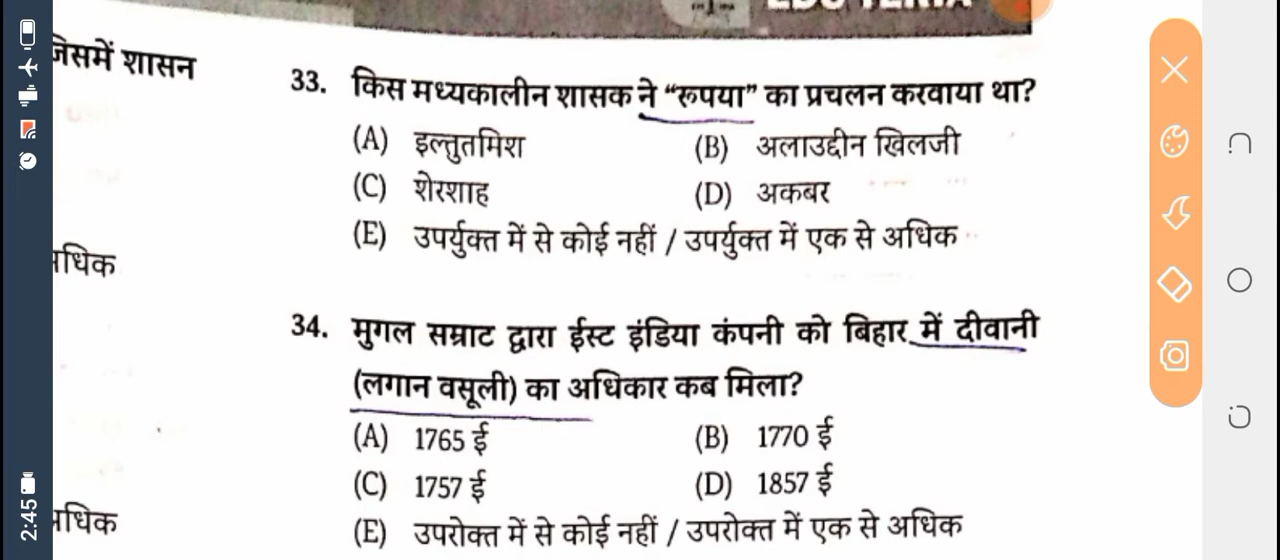 जिसमें शासन
33. किस मध्यकालीन शासक ने “रूपया” का प्रचलन करवाया था?
(A) इल्तुतमिश (B) अलाउद्दीन खिलजी
(C) शेरशाह (D) अकबर
(E) उपर्युक्त में से कोई नहीं / उपर्युक्त में एक से अधिक
धिक
34. मुगल सम्राट द्वारा ईस्ट इंडिया कंपनी को बिहार में दीवानी
(लगान वसूली) का अधिकार कब मिला?
(A) 1765 ई (B) 1770 ई
(C) 1757 ई (D) 1857 ई
(E) उपरोक्त में से कोई नहीं / उपरोक्त में एक से अधिक
धिक
2:45